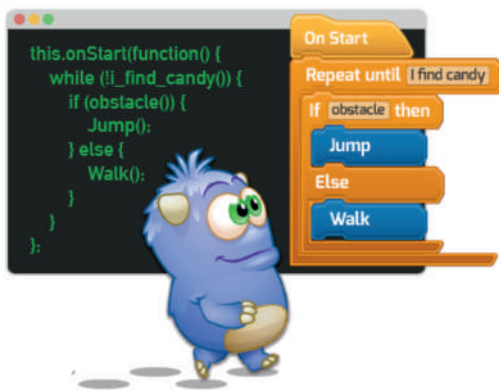 this.onStart(function() {
while (!i_find_candy()) {
if (obstacle()) {
Jump();
} else {
Walk();
}
}
};
On Start
Repeat until I find candy
If obstacle then
Jump
Else
Walk